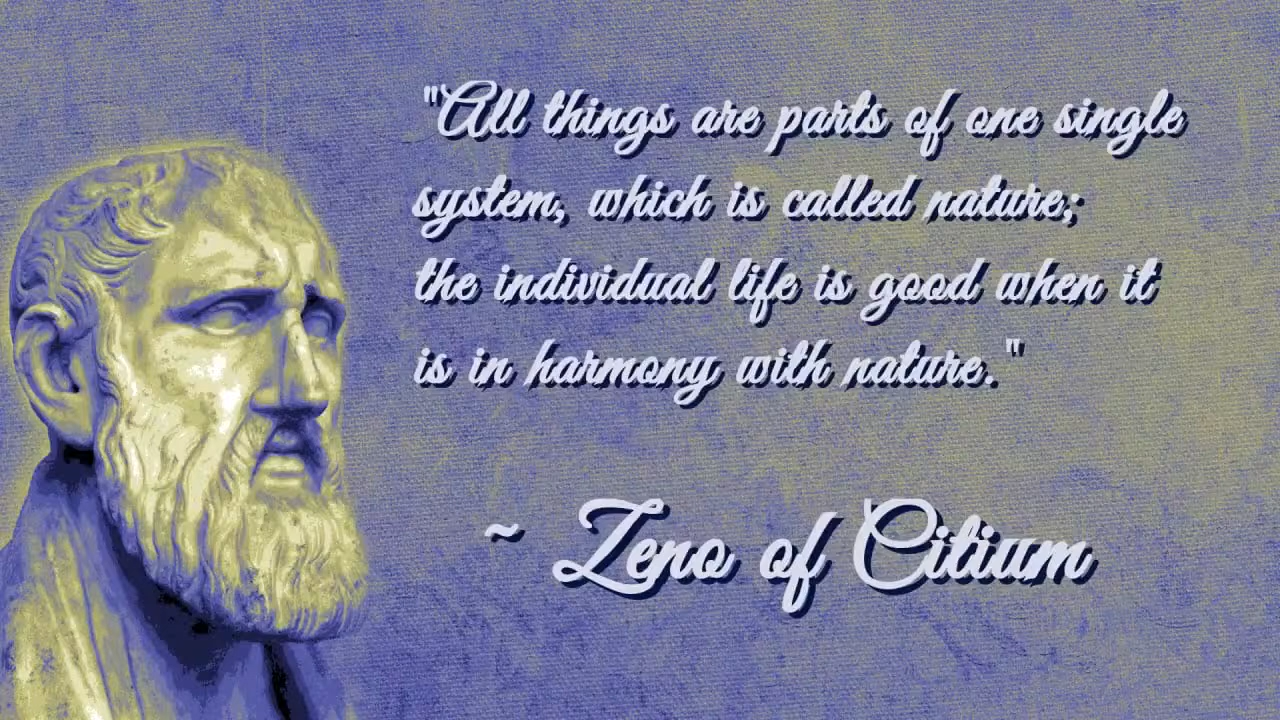 "All things are parts of one single
system, which is called nature;
the individual life is good when it
is in harmony with nature."
~ Zeno of Citium